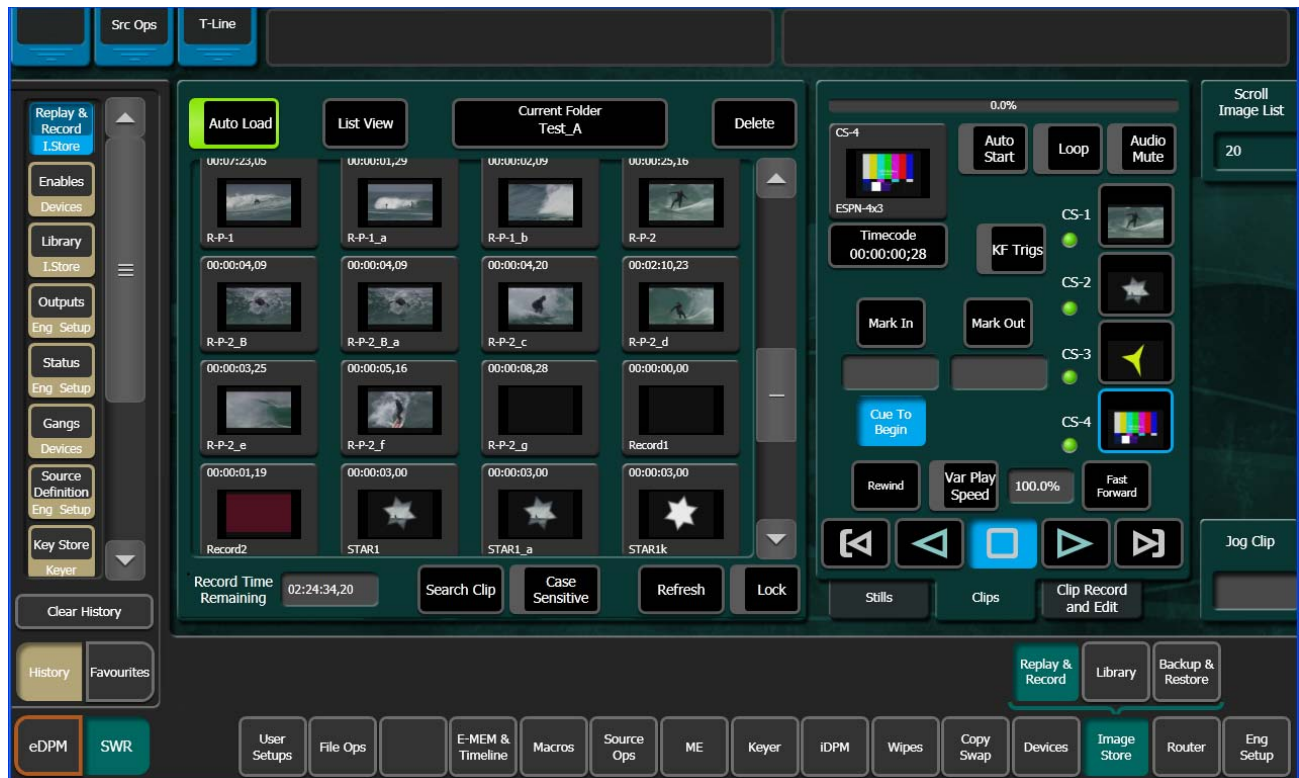 Src Ops
T-Line
Replay &
Record
I.Store
Enables
Devices
Library
I.Store
Outputs
Eng Setup
Status
Eng Setup
Gangs
Devices
Source
Definition
Eng Setup
Key Store
Keyer
Clear History
History
Favourites
eDPM
SWR
Auto Load
List View
Current Folder
Test_A
Delete
00:07:23,05
00:00:01,29
00:00:02,09
00:00:25,16
R-P-1
R-P-1_a
R-P-1_b
R-P-2
00:00:04,09
00:00:04,09
00:00:04,20
00:02:10,23
R-P-2_B
R-P-2_B_a
R-P-2_c
R-P-2_d
00:00:03,25
00:00:05,16
00:00:08,28
00:00:00,00
R-P-2_e
R-P-2_f
R-P-2_g
Record1
00:00:01,19
00:00:03,00
00:00:03,00
00:00:03,00
Record2
STAR1
STAR1_a
STAR1k
Record Time
Remaining
02:24:34,20
Search Clip
Case
Sensitive
Refresh
Lock
0.0%
CS-4
ESPN-4x3
Auto
Start
Loop
Audio
Mute
Timecode
00:00:00;28
KF Trigs
CS-1
CS-2
CS-3
CS-4
Mark In
Mark Out
Cue To
Begin
Rewind
Var Play
Speed
100.0%
Fast
Forward
Stills
Clips
Clip Record
and Edit
Scroll
Image List
20
Jog Clip
Replay &
Record
Library
Backup &
Restore
User
Setups
File Ops
E-MEM &
Timeline
Macros
Source
Ops
ME
Keyer
iDPM
Wipes
Copy
Swap
Devices
Image
Store
Router
Eng
Setup